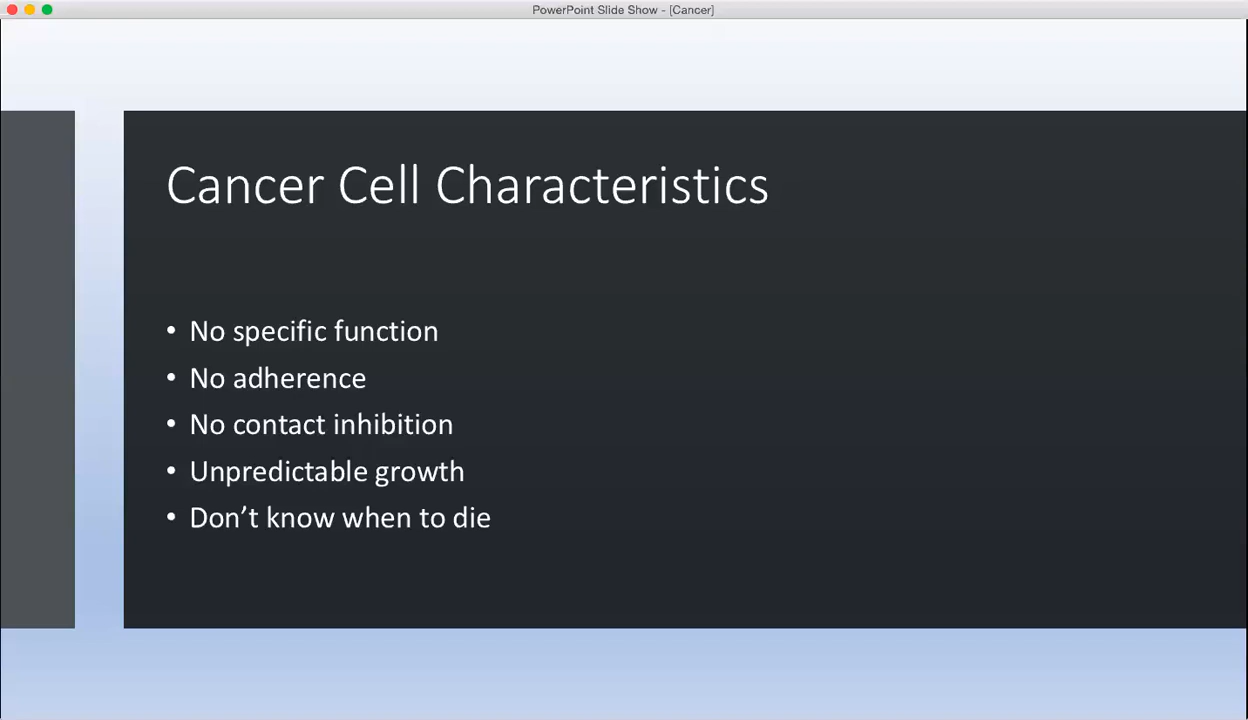 PowerPoint Slide Show - [Cancer]
Cancer Cell Characteristics
• No specific function
• No adherence
• No contact inhibition
• Unpredictable growth
• Don’t know when to die